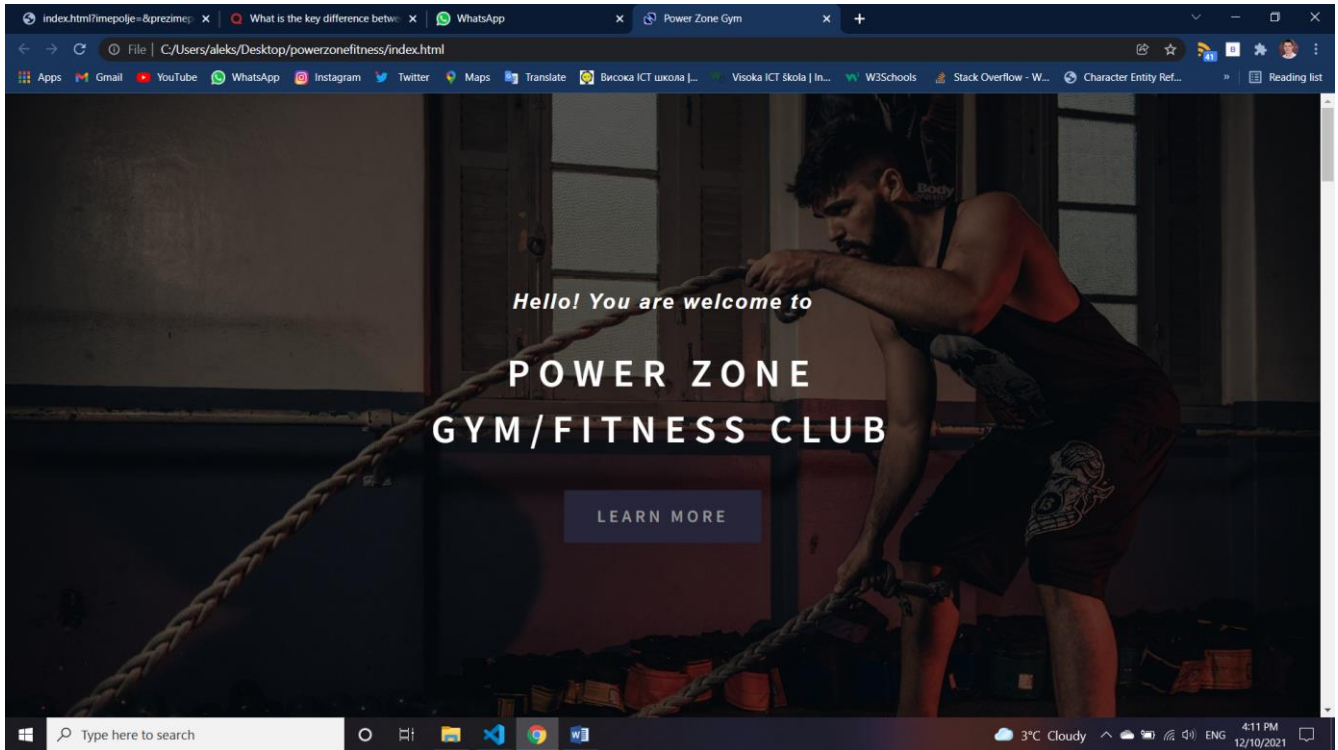 index.html?imepolje=&prezimep
What is the key difference betwe
WhatsApp
Power Zone Gym
File | C:/Users/aleks/Desktop/powerzonefitness/index.html
41
B
Apps
Gmail
YouTube
WhatsApp
Instagram
Twitter
Maps
Translate
Висока ICT школа |...
Visoka ICT škola | In...
W3Schools
Stack Overflow - W...
Character Entity Ref...
»
Reading list
Body
Hello! You are welcome to
POWER ZONE
GYM/FITNESS CLUB
LEARN MORE
Type here to search
3°C Cloudy
ENG
4:11 PM
12/10/2021